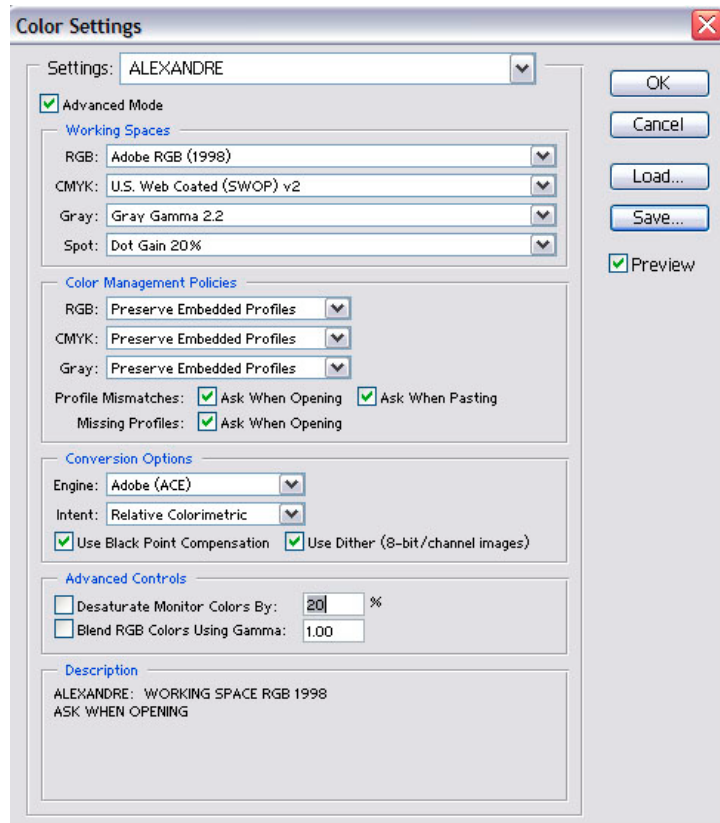 Color Settings
Settings: ALEXANDRE
OK
Advanced Mode
Cancel
Working Spaces
RGB: Adobe RGB (1998)
Load...
CMYK: U.S. Web Coated (SWOP) v2
Gray: Gray Gamma 2.2
Save...
Spot: Dot Gain 20%
Preview
Color Management Policies
RGB: Preserve Embedded Profiles
CMYK: Preserve Embedded Profiles
Gray: Preserve Embedded Profiles
Profile Mismatches: Ask When Opening Ask When Pasting
Missing Profiles: Ask When Opening
Conversion Options
Engine: Adobe (ACE)
Intent: Relative Colorimetric
Use Black Point Compensation Use Dither (8-bit/channel images)
Advanced Controls
Desaturate Monitor Colors By: 20 %
Blend RGB Colors Using Gamma: 1.00
Description
ALEXANDRE: WORKING SPACE RGB 1998
ASK WHEN OPENING